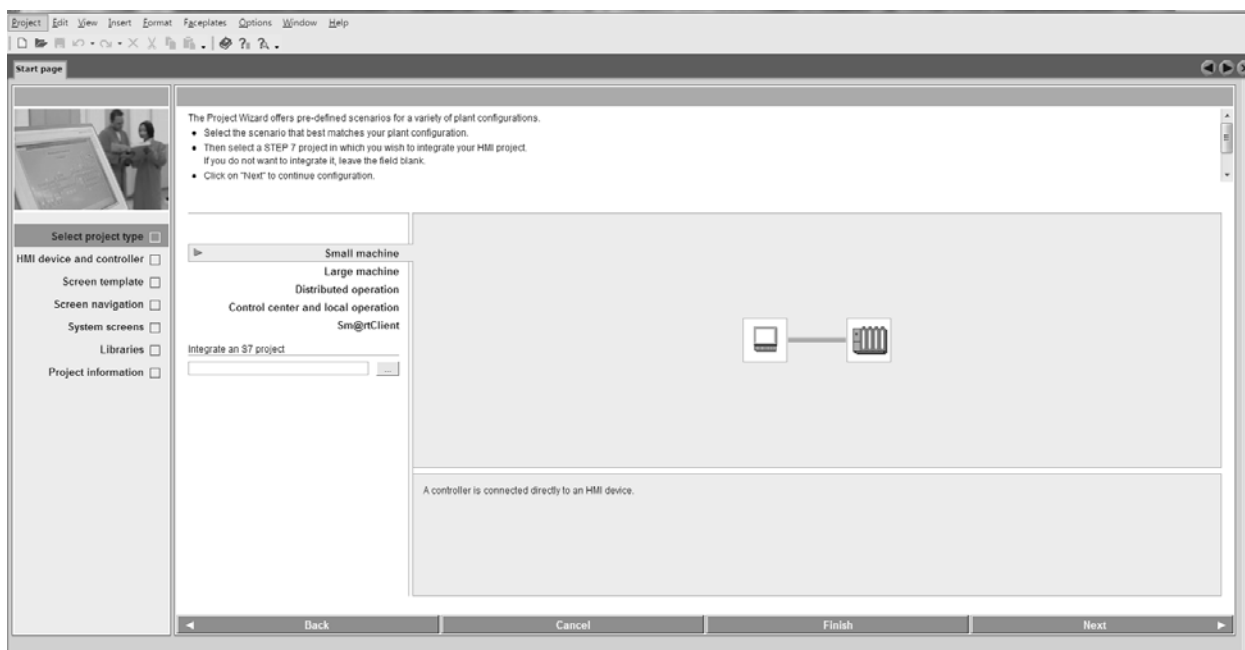 Project Edit View Insert Format Faceplates Options Window Help
Start page
The Project Wizard offers pre-defined scenarios for a variety of plant configurations.
• Select the scenario that best matches your plant configuration.
• Then select a STEP 7 project in which you wish to integrate your HMI project.
If you do not want to integrate it, leave the field blank.
• Click on "Next" to continue configuration.
Select project type
HMI device and controller
Screen template
Screen navigation
System screens
Libraries
Project information
Small machine
Large machine
Distributed operation
Control center and local operation
Sm@rtClient
Integrate an S7 project
...
A controller is connected directly to an HMI device.
Back Cancel Finish Next